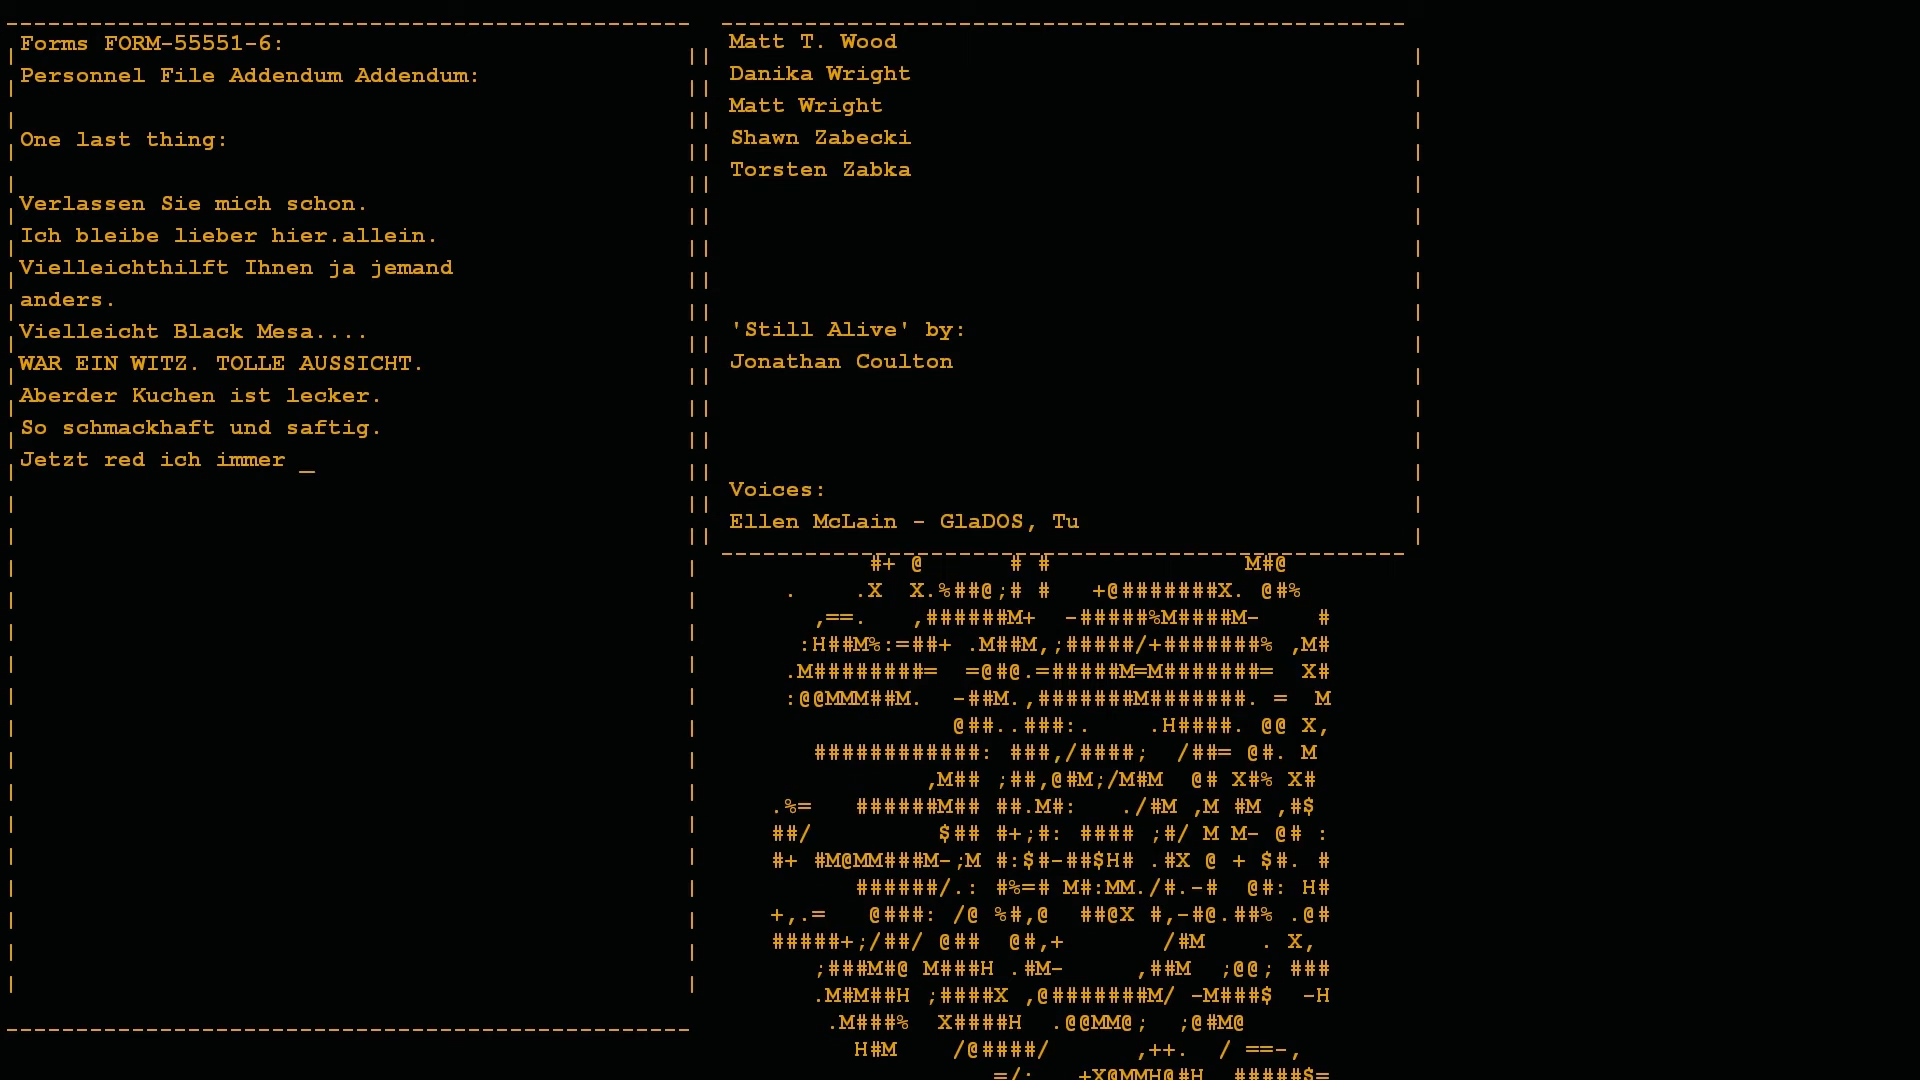 Forms FORM-55551-6:
Personnel File Addendum Addendum:
One last thing:
Verlassen Sie mich schon.
Ich bleibe lieber hier.allein.
Vielleichthilft Ihnen ja jemand
anders.
Vielleicht Black Mesa....
WAR EIN WITZ. TOLLE AUSSICHT.
Aberder Kuchen ist lecker.
So schmackhaft und saftig.
Jetzt red ich immer _
Matt T. Wood
Danika Wright
Matt Wright
Shawn Zabecki
Torsten Zabka
'Still Alive' by:
Jonathan Coulton
Voices:
Ellen McLain - GlaDOS, Tu